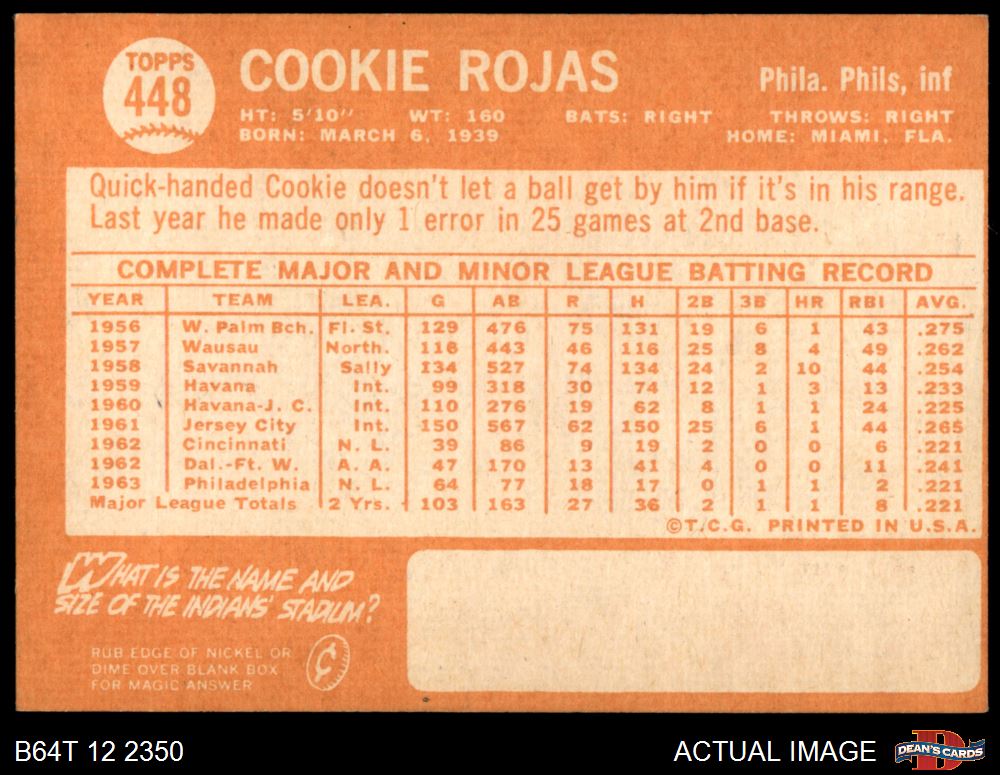 TOPPS
448
COOKIE ROJAS
Phila. Phils, inf
HT: 5'10" WT: 160 BATS: RIGHT THROWS: RIGHT
BORN: MARCH 6, 1939 HOME: MIAMI, FLA.
Quick-handed Cookie doesn't let a ball get by him if it's in his range.
Last year he made only 1 error in 25 games at 2nd base.
COMPLETE MAJOR AND MINOR LEAGUE BATTING RECORD
YEAR TEAM LEA. G AB R H 2B 3B HR RBI AVG.
1956 W. Palm Bch. Fl. St. 129 476 75 131 19 6 1 43 .275
1957 Wausau North. 116 443 46 116 25 8 4 49 .262
1958 Savannah Sally 134 527 74 134 24 2 10 44 .254
1959 Havana Int. 99 318 30 74 12 1 3 13 .233
1960 Havana-J. C. Int. 110 276 19 62 8 1 1 24 .225
1961 Jersey City Int. 150 567 62 150 25 6 1 44 .265
1962 Cincinnati N. L. 39 86 9 19 2 0 0 6 .221
1962 Dal.-Ft. W. A. A. 47 170 13 41 4 0 0 11 .241
1963 Philadelphia N. L. 64 77 18 17 0 1 1 2 .221
Major League Totals 2 Yrs. 103 163 27 36 2 1 1 8 .221
©T.C.G. PRINTED IN U.S.A.
WHAT IS THE NAME AND
SIZE OF THE INDIANS' STADIUM?
RUB EDGE OF NICKEL OR
DIME OVER BLANK BOX
FOR MAGIC ANSWER
¢
B64T 12 2350
ACTUAL IMAGE
D
DEAN'S CARDS